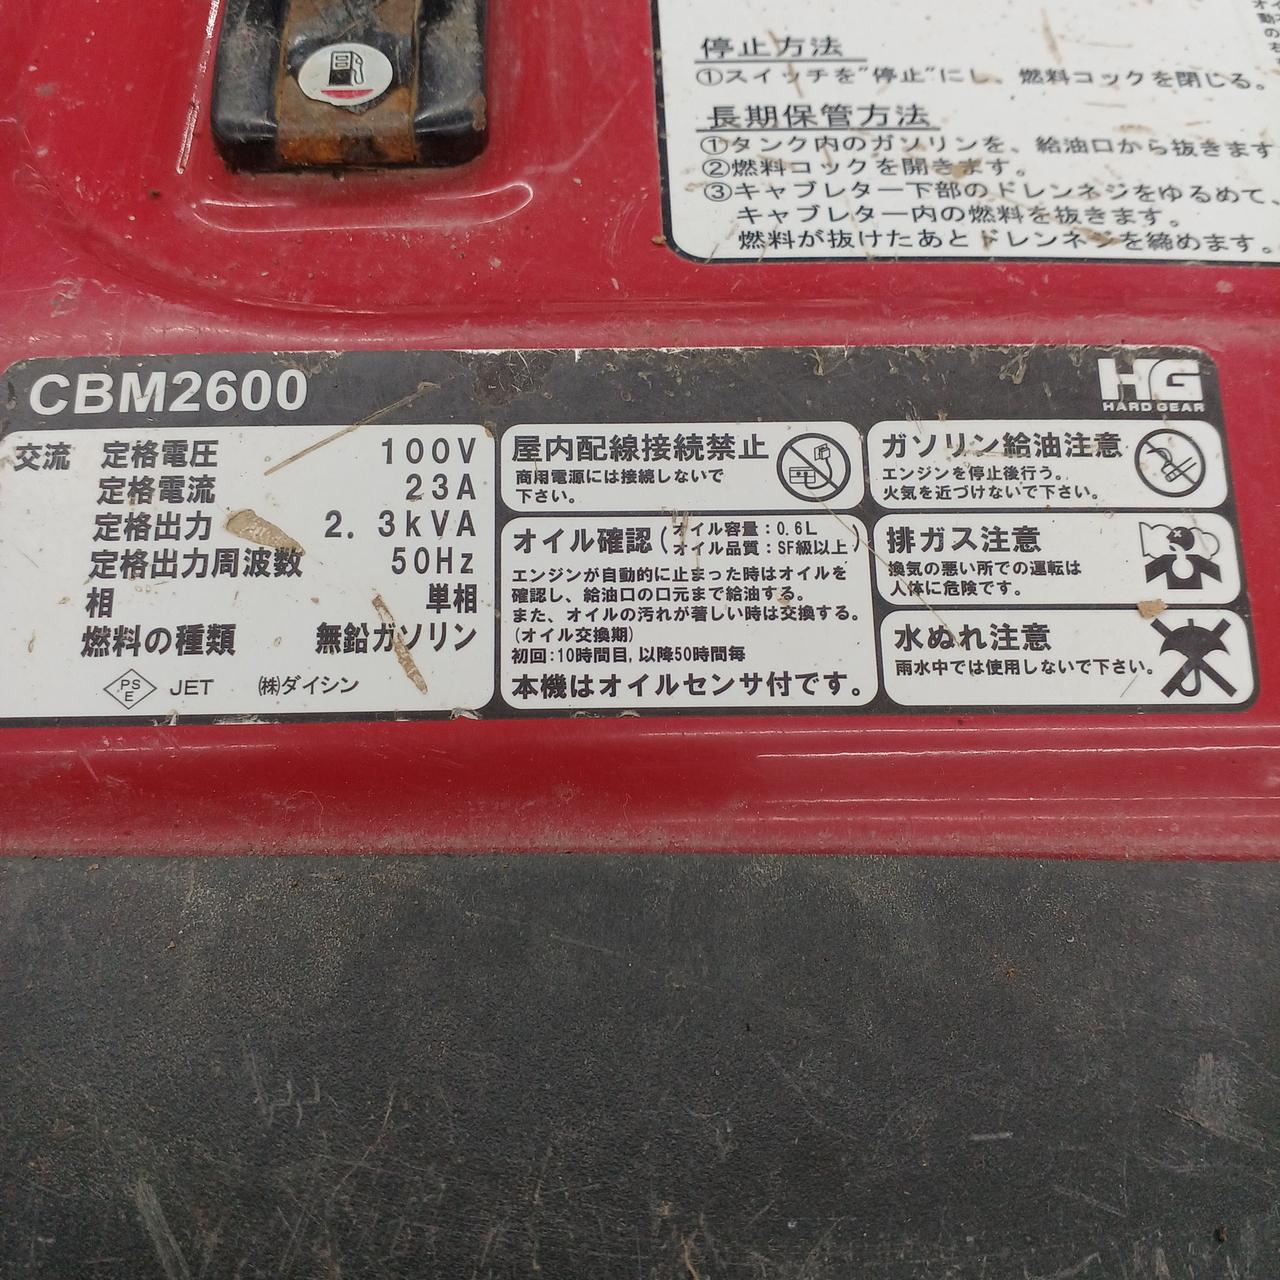 停止方法
①スイッチを"停止"にし、燃料コックを閉じる。
長期保管方法
①タンク内のガソリンを、給油口から抜きます
②燃料コックを開きます。
③キャブレター下部のドレンネジをゆるめて、
キャブレター内の燃料を抜きます。
燃料が抜けたあとドレンネジを締めます。
CBM2600
HG
HARD GEAR
交流 定格電圧 100V
定格電流 23A
定格出力 2.3kVA
定格出力周波数 50Hz
相 単相
燃料の種類 無鉛ガソリン
PSE JET ㈱ダイシン
屋内配線接続禁止
商用電源には接続しないで
下さい。
オイル確認(オイル容量:0.6L
オイル品質:SF級以上)
エンジンが自動的に止まった時はオイルを
確認し、給油口の口元まで給油する。
また、オイルの汚れが著しい時は交換する。
(オイル交換期)
初回:10時間目,以降50時間毎
本機はオイルセンサ付です。
ガソリン給油注意
エンジンを停止後行う。
火気を近づけないで下さい。
排ガス注意
換気の悪い所での運転は
人体に危険です。
水ぬれ注意
雨水中では使用しないで下さい。